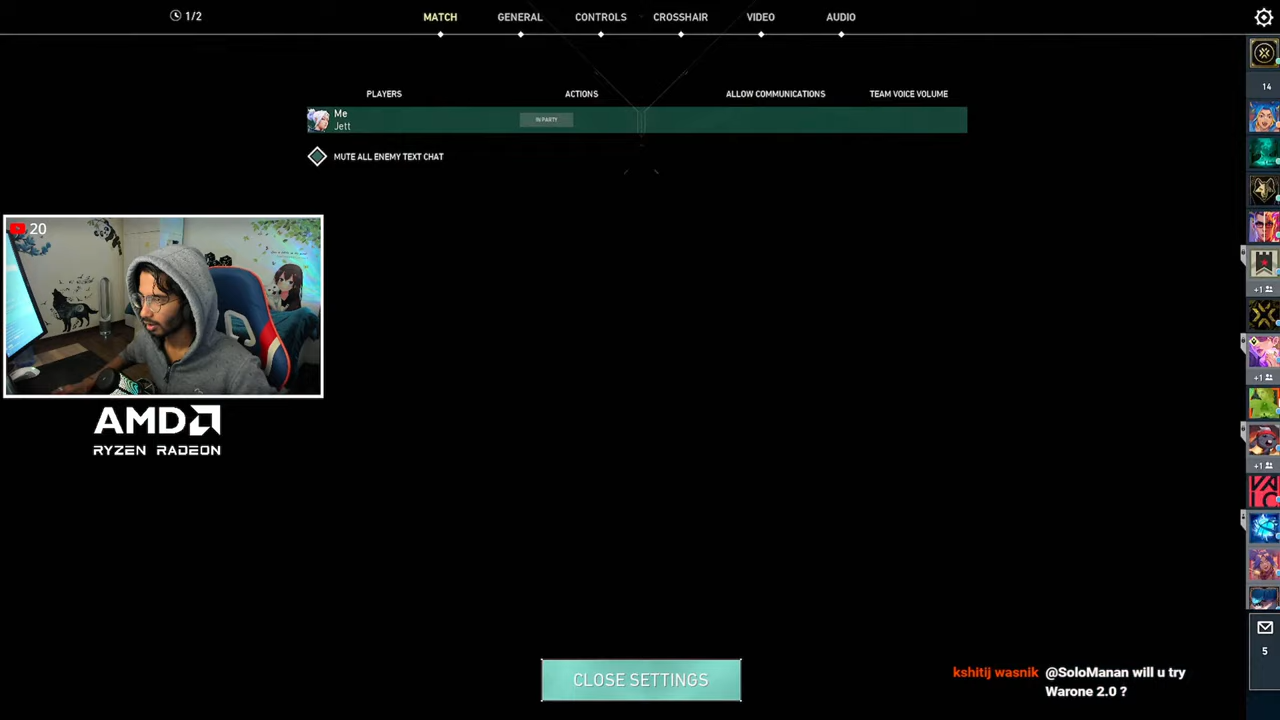 1/2
MATCH
GENERAL
CONTROLS
CROSSHAIR
VIDEO
AUDIO
PLAYERS
ACTIONS
ALLOW COMMUNICATIONS
TEAM VOICE VOLUME
14
Me
Jett
IN PARTY
MUTE ALL ENEMY TEXT CHAT
20
+1
+1
AMD
RYZEN RADEON
+1
CLOSE SETTINGS
5
kshitij wasnik @SoloManan will u try
Warone 2.0 ?